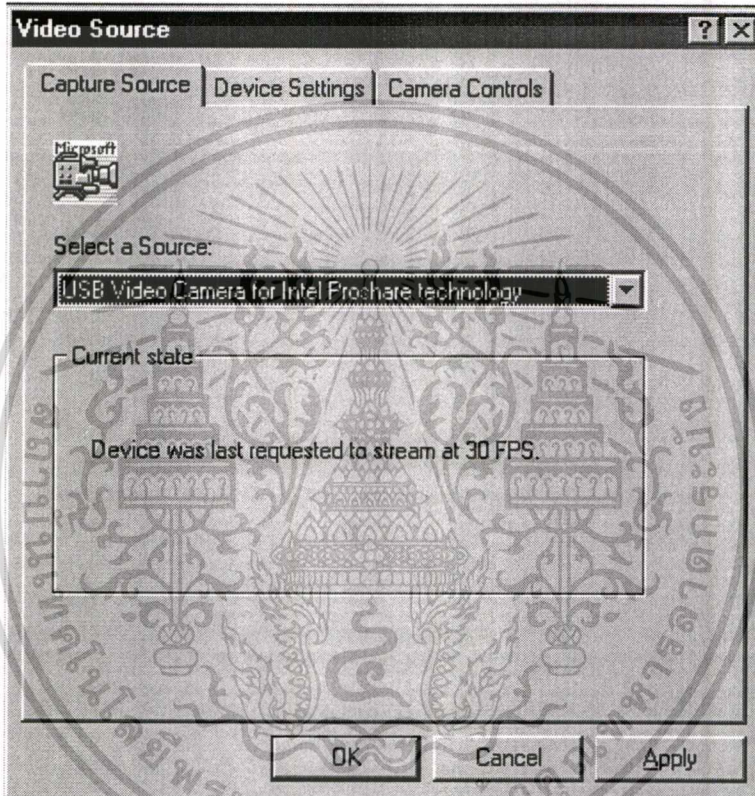 Video Source
Capture Source
Device Settings
Camera Controls
Microsoft
Select a Source:
USB Video Camera for Intel Proshare technology
Current state
Device was last requested to stream at 30 FPS.
OK
Cancel
Apply